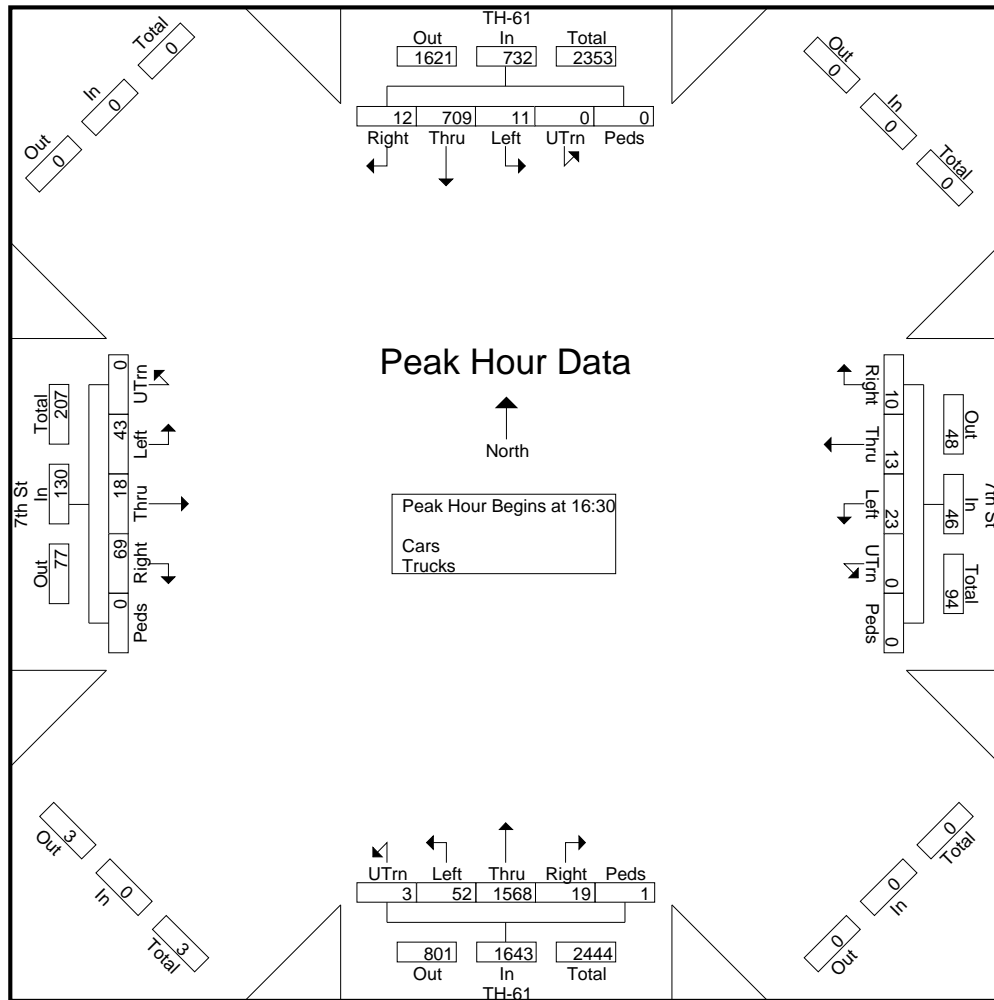 TH-61
Out In Total
1621 732 2353
12 709 11 0 0
Right Thru Left UTrn Peds
Total 0
In 0
Out 0
Out 0
In 0
Total 0
Peak Hour Data
North
Peak Hour Begins at 16:30
Cars
Trucks
7th St
Total 207
In 130
Out 77
0 UTrn
43 Left
18 Thru
69 Right
0 Peds
Right 10
Thru 13
Left 23
UTrn 0
Peds 0
Out 48
In 46
Total 94
7th St
3 Out
0 In
3 Total
0 Total
0 In
0 Out
UTrn Left Thru Right Peds
3 52 1568 19 1
801 1643 2444
Out In Total
TH-61